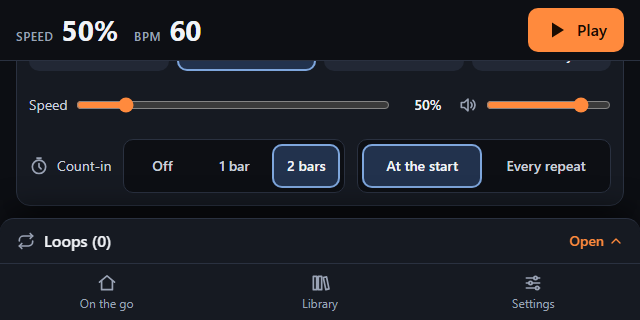 SPEED 50% BPM 60 Play
Speed 50%
Count-in Off 1 bar 2 bars At the start Every repeat
Loops (0) Open
On the go Library Settings